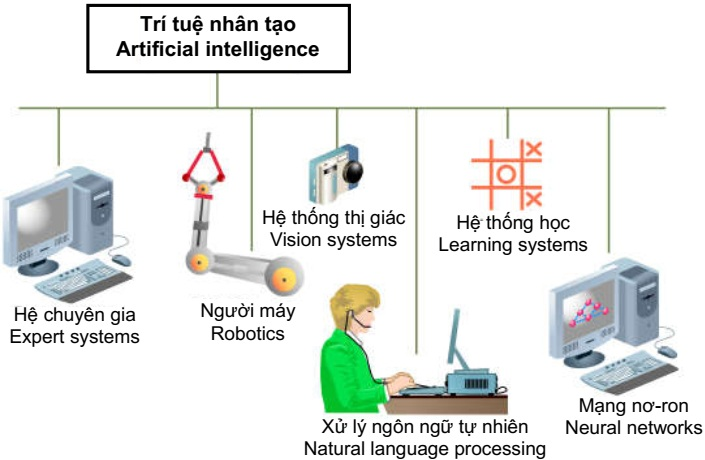 Trí tuệ nhân tạo
Artificial intelligence
Hệ thống thị giác
Vision systems
Hệ thống học
Learning systems
Hệ chuyên gia
Expert systems
Người máy
Robotics
Mạng nơ-ron
Neural networks
Xử lý ngôn ngữ tự nhiên
Natural language processing